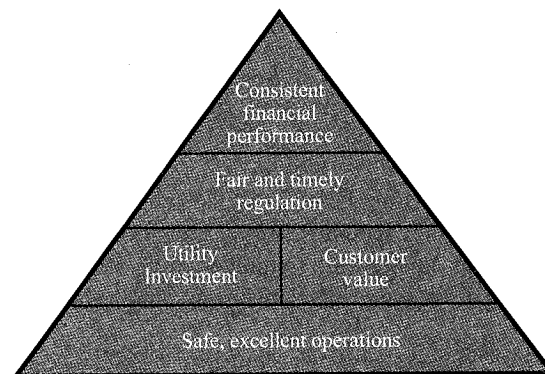 Consistent
financial
performance
Fair and timely
regulation
Utility
Investment
Customer
value
Safe, excellent operations